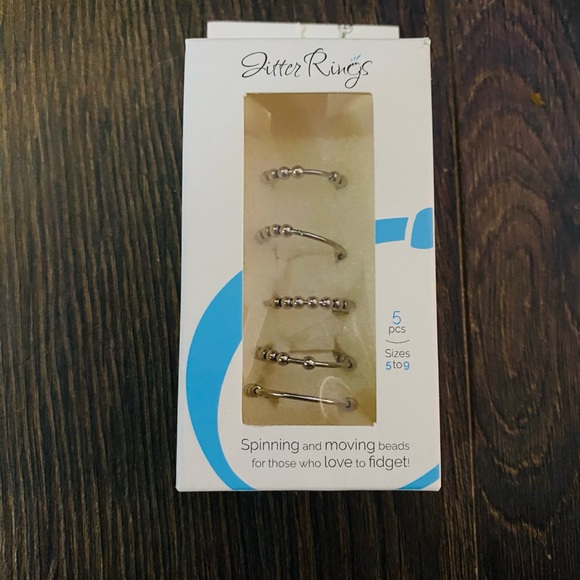 Jitter Rings
5
pcs
Sizes
5 to 9
Spinning and moving beads
for those who love to fidget!